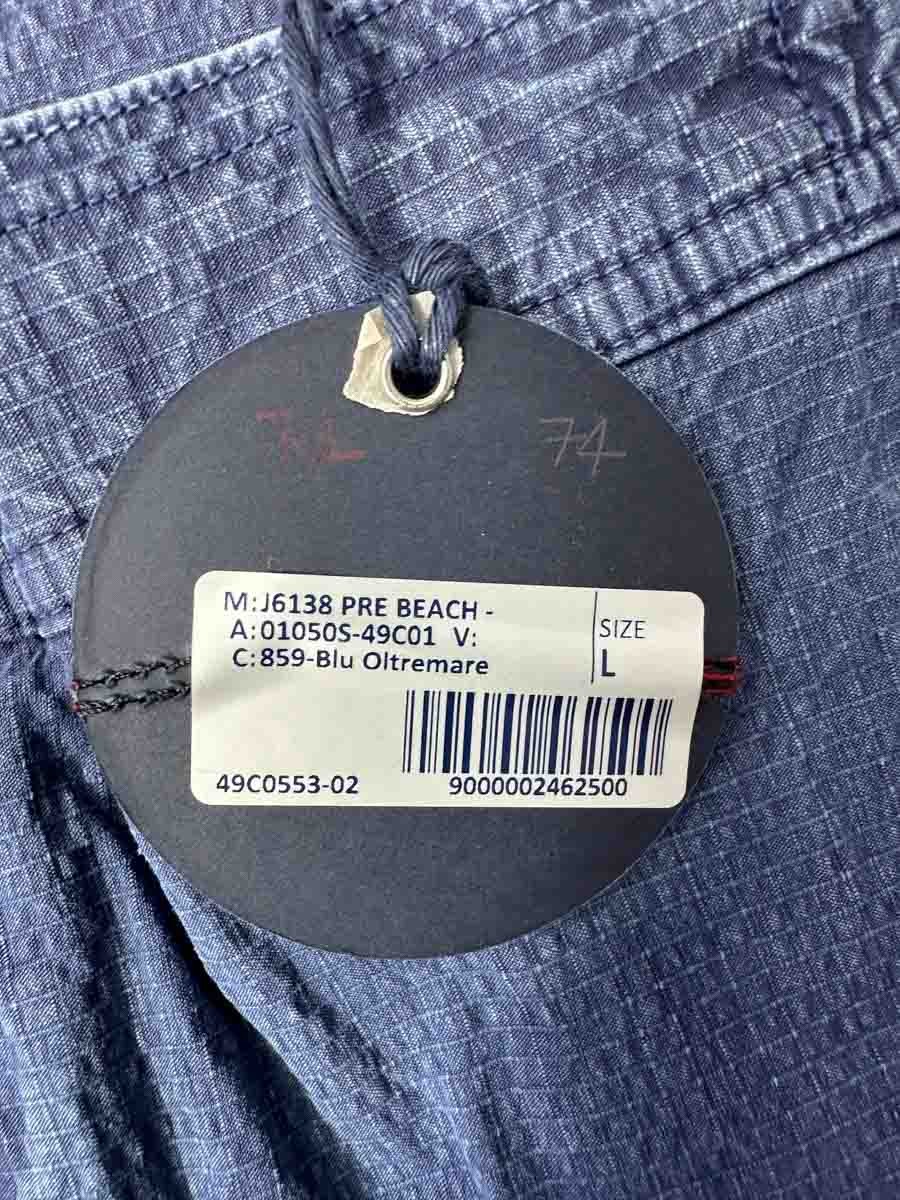 74
M:J6138 PRE BEACH -
A:01050S-49C01 V:
C:859-Blu Oltremare
SIZE
L
49C0553-02
9000002462500